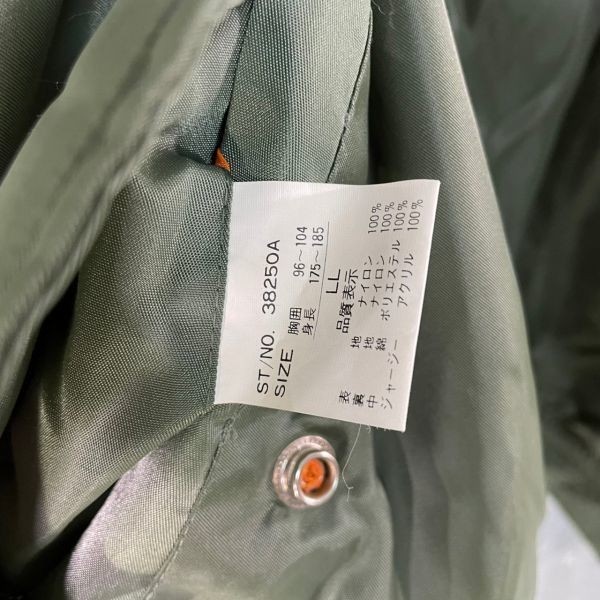 ST/NO. 38250A
SIZE
胸囲 96～104
身長 175～185
LL
品質表示
表地 ナイロン 100％
裏地 ナイロン 100％
中綿 ポリエステル 100％
ジャージー アクリル 100％